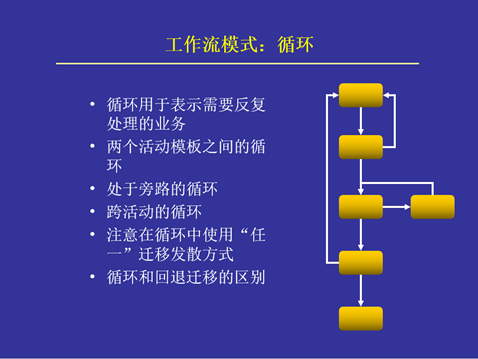 工作流模式：循环
• 循环用于表示需要反复
处理的业务
• 两个活动模板之间的循
环
• 处于旁路的循环
• 跨活动的循环
• 注意在循环中使用“任
一”迁移发散方式
• 循环和回退迁移的区别